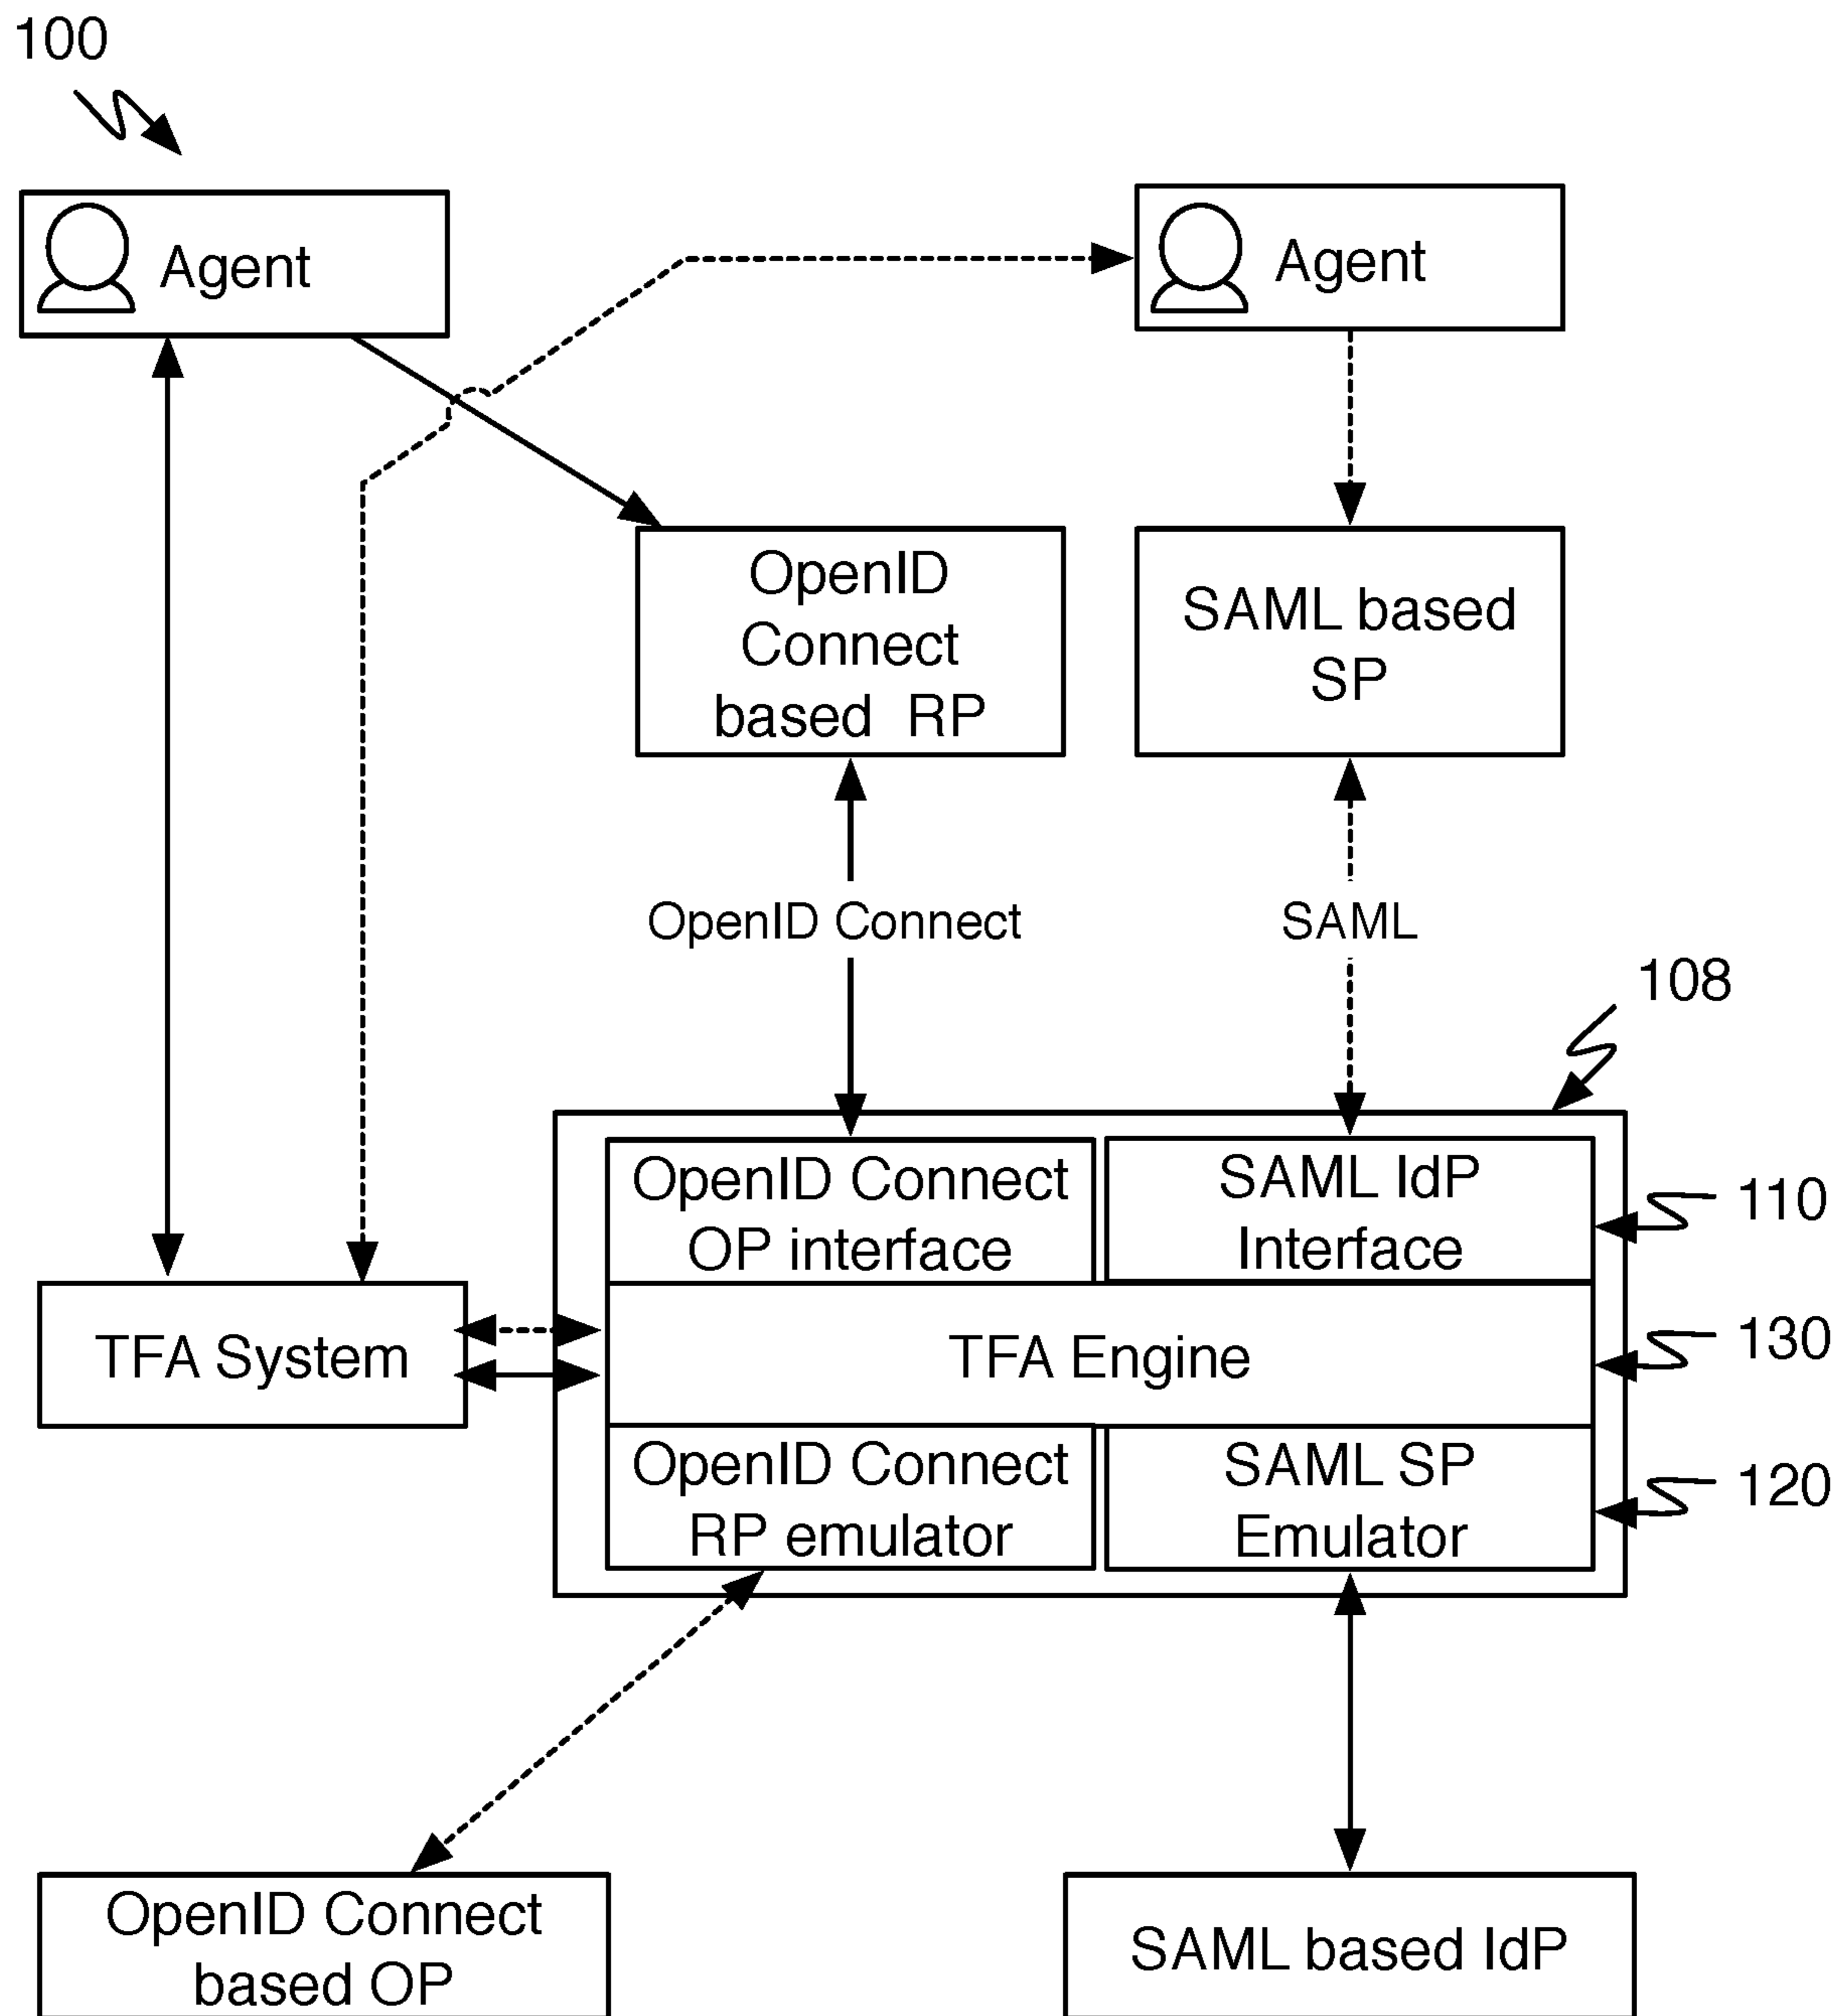 100
Agent
Agent
OpenID
Connect
based RP
SAML based
SP
OpenID Connect
SAML
108
OpenID Connect
OP interface
SAML IdP
Interface
110
TFA System
TFA Engine
130
OpenID Connect
RP emulator
SAML SP
Emulator
120
OpenID Connect
based OP
SAML based IdP